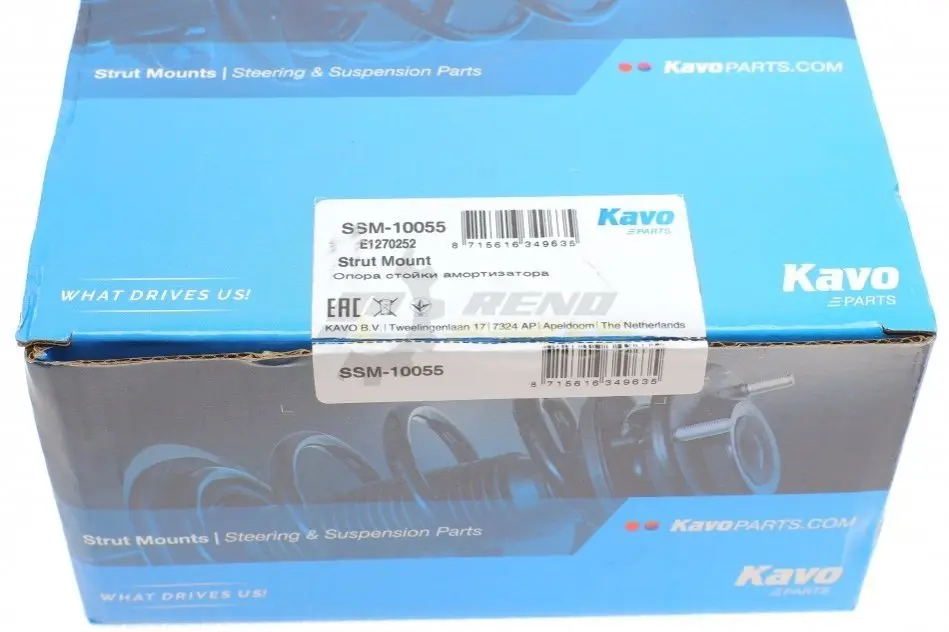 Strut Mounts | Steering & Suspension Parts
KAVOPARTS.COM
SSM-10055
E1270252
8 715616 349635
Kavo
PARTS
Strut Mount
Опора стойки амортизатора
EAC
RENO
KAVO B.V. | Tweelingenlaan 17 | 7324 AP | Apeldoorn | The Netherlands
WHAT DRIVES US!
Kavo
PARTS
SSM-10055
8 715616 349635
Strut Mounts | Steering & Suspension Parts
KAVOPARTS.COM
WHAT DRIVES US!
Kavo
PARTS